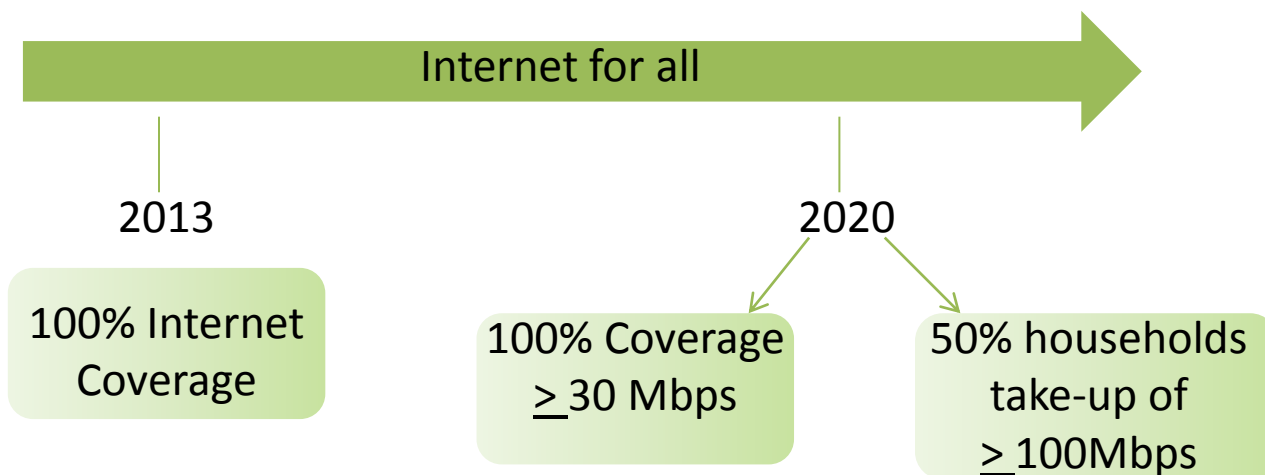 Internet for all
2013
2020
100% Internet
Coverage
100% Coverage
> 30 Mbps
50% households
take-up of
> 100Mbps